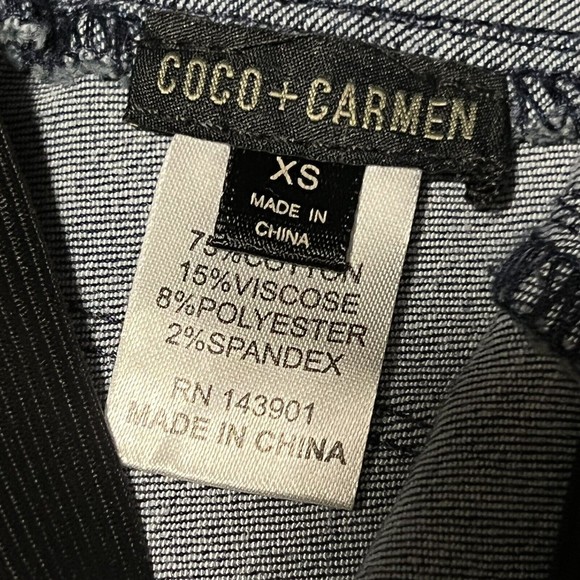 COCO + CARMEN
XS
MADE IN
CHINA
75%COTTON
15%VISCOSE
8%POLYESTER
2%SPANDEX
RN 143901
MADE IN CHINA